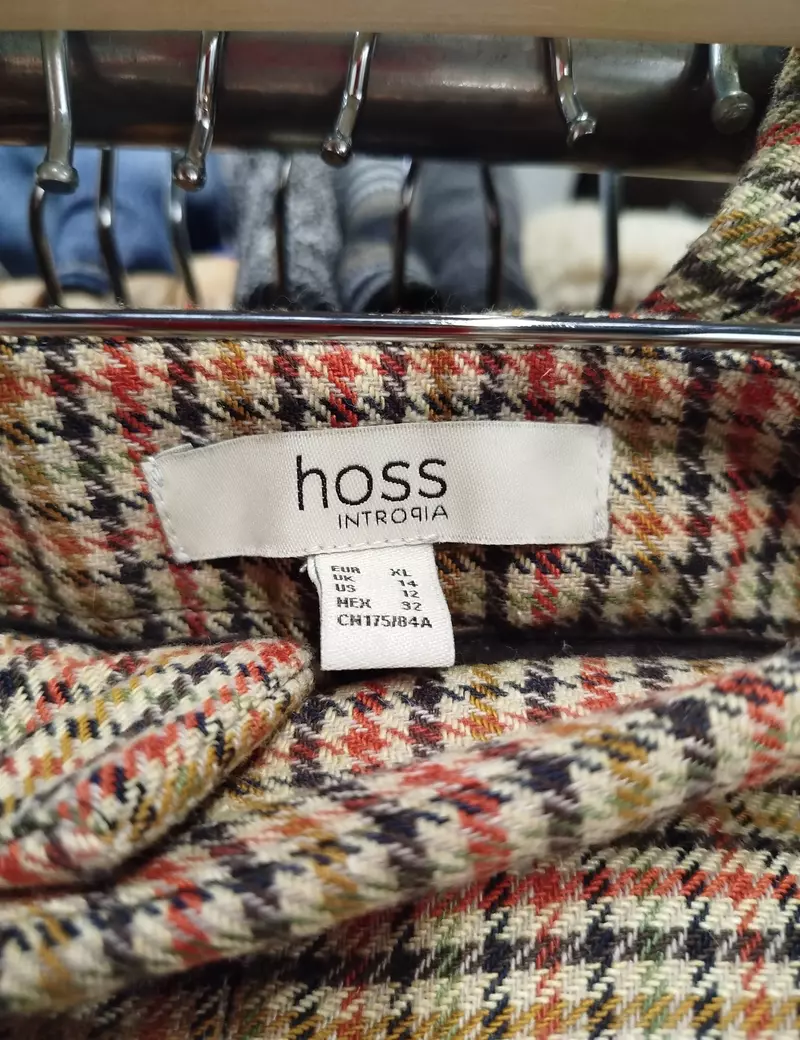 hoss
INTROPIA
EUR XL
UK 14
US 12
MEX 32
CN175/84A